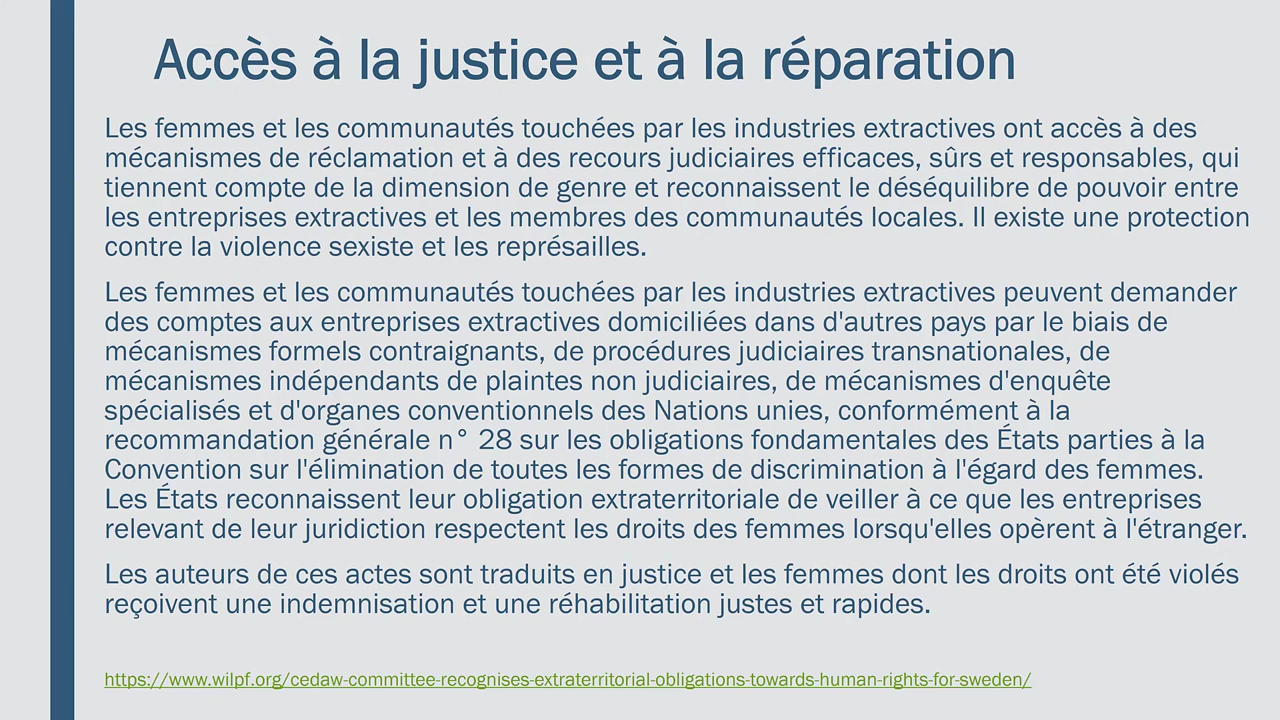 Accès à la justice et à la réparation
Les femmes et les communautés touchées par les industries extractives ont accès à des
mécanismes de réclamation et à des recours judiciaires efficaces, sûrs et responsables, qui
tiennent compte de la dimension de genre et reconnaissent le déséquilibre de pouvoir entre
les entreprises extractives et les membres des communautés locales. Il existe une protection
contre la violence sexiste et les représailles.
Les femmes et les communautés touchées par les industries extractives peuvent demander
des comptes aux entreprises extractives domiciliées dans d'autres pays par le biais de
mécanismes formels contraignants, de procédures judiciaires transnationales, de
mécanismes indépendants de plaintes non judiciaires, de mécanismes d'enquête
spécialisés et d'organes conventionnels des Nations unies, conformément à la
recommandation générale n° 28 sur les obligations fondamentales des États parties à la
Convention sur l'élimination de toutes les formes de discrimination à l'égard des femmes.
Les États reconnaissent leur obligation extraterritoriale de veiller à ce que les entreprises
relevant de leur juridiction respectent les droits des femmes lorsqu'elles opèrent à l'étranger.
Les auteurs de ces actes sont traduits en justice et les femmes dont les droits ont été violés
reçoivent une indemnisation et une réhabilitation justes et rapides.
https://www.wilpf.org/cedaw-committee-recognises-extraterritorial-obligations-towards-human-rights-for-sweden/